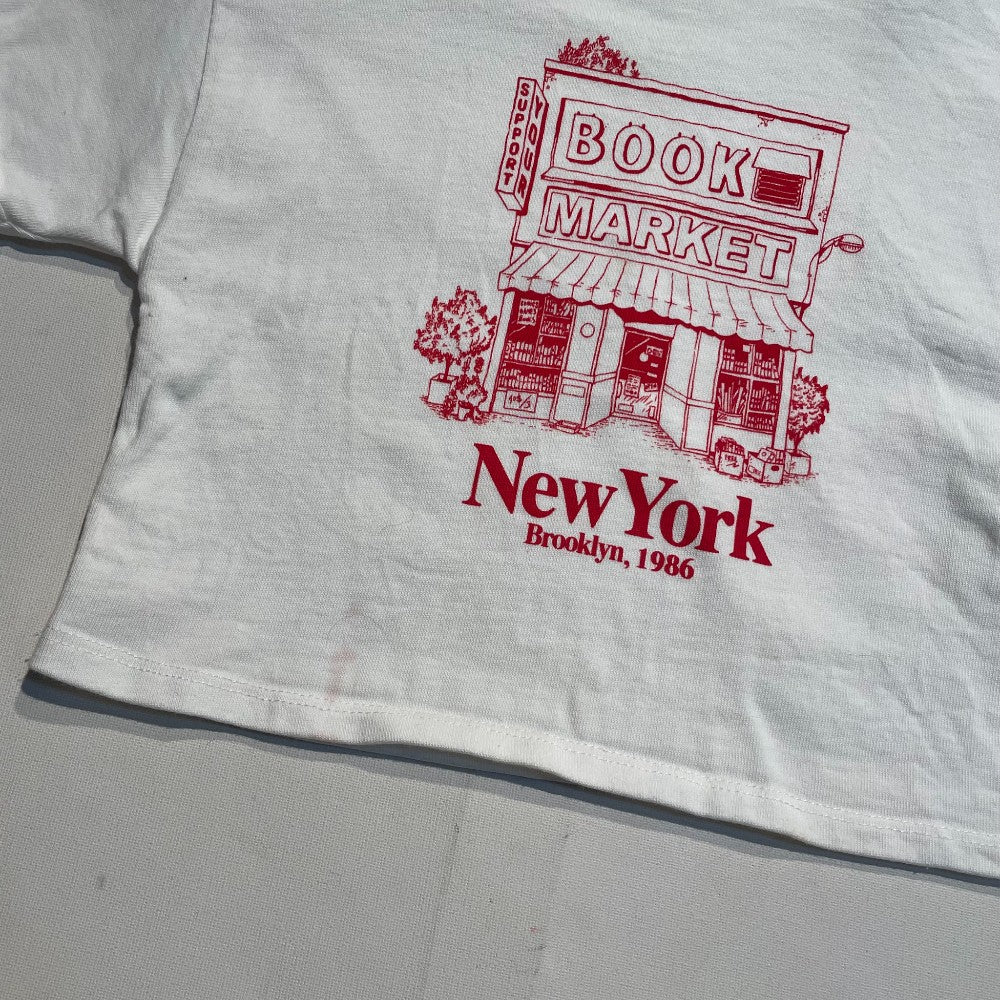 SUPPORT
YOUR
BOOK
MARKET
New York
Brooklyn, 1986